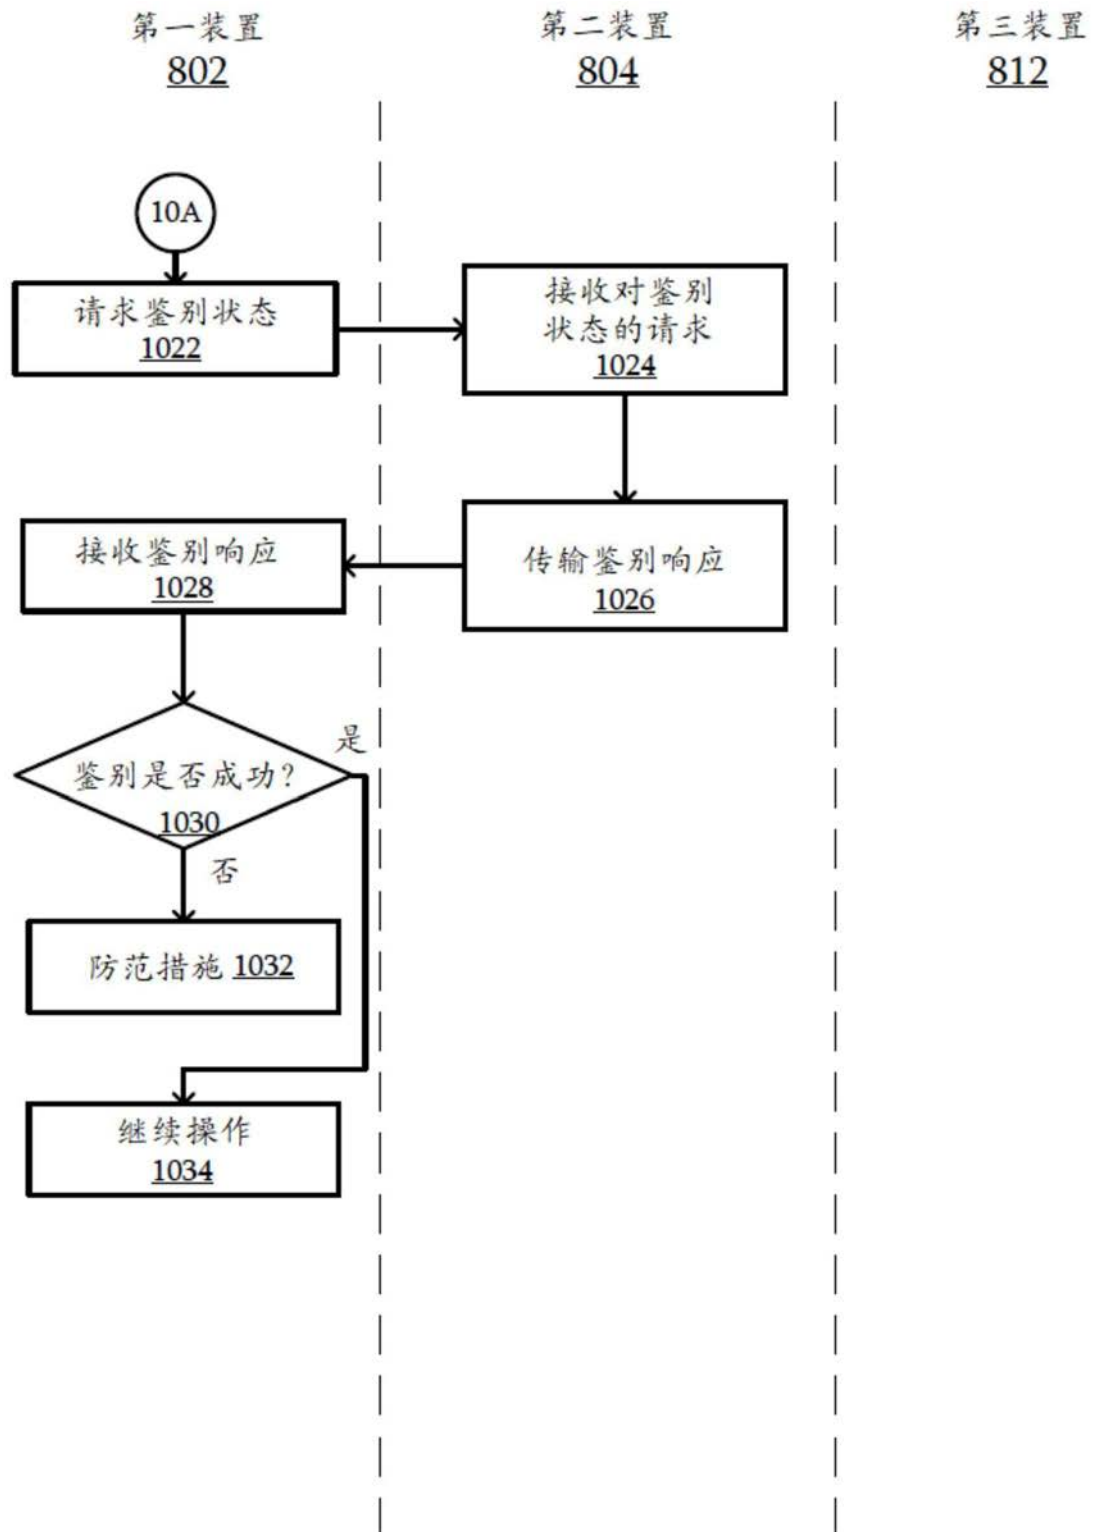 第一装置
802
第二装置
804
第三装置
812
10A
请求鉴别状态
1022
接收对鉴别
状态的请求
1024
接收鉴别响应
1028
传输鉴别响应
1026
是
鉴别是否成功？
1030
否
防范措施 1032
继续操作
1034